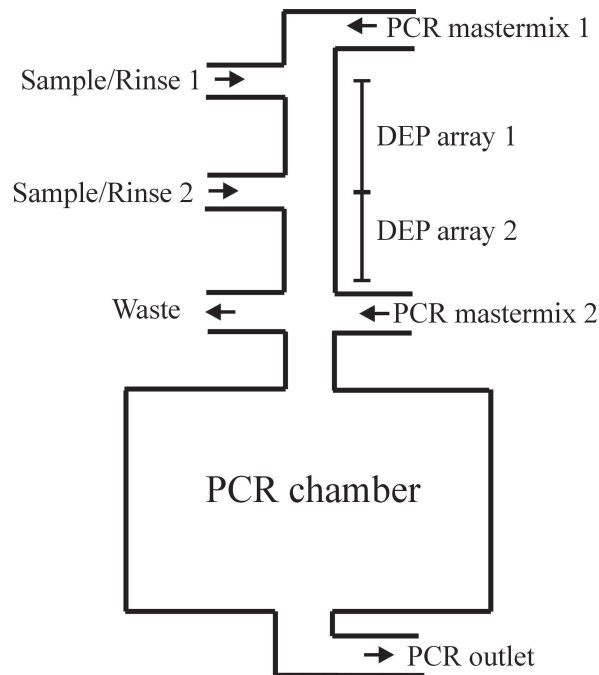 PCR mastermix 1
Sample/Rinse 1
DEP array 1
Sample/Rinse 2
DEP array 2
Waste
PCR mastermix 2
PCR chamber
PCR outlet